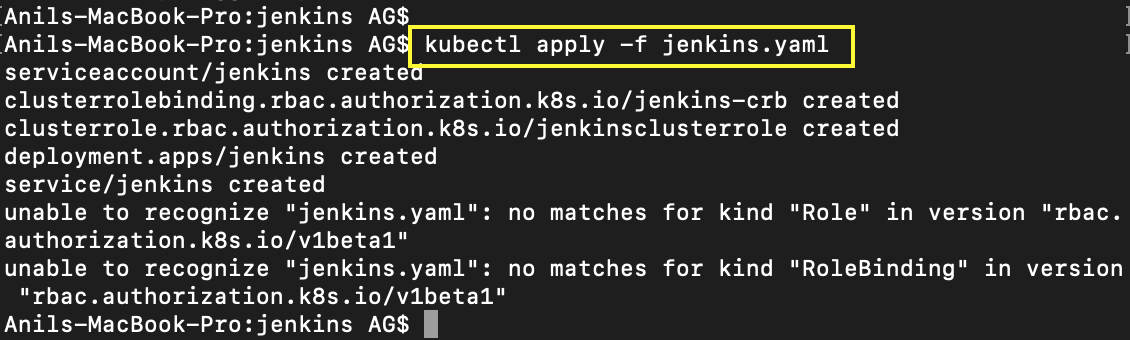 [Anils-MacBook-Pro:jenkins AG$
[Anils-MacBook-Pro:jenkins AG$ kubectl apply -f jenkins.yaml ]
serviceaccount/jenkins created
clusterrolebinding.rbac.authorization.k8s.io/jenkins-crb created
clusterrole.rbac.authorization.k8s.io/jenkinsclusterrole created
deployment.apps/jenkins created
service/jenkins created
unable to recognize "jenkins.yaml": no matches for kind "Role" in version "rbac.
authorization.k8s.io/v1beta1"
unable to recognize "jenkins.yaml": no matches for kind "RoleBinding" in version
 "rbac.authorization.k8s.io/v1beta1"
Anils-MacBook-Pro:jenkins AG$